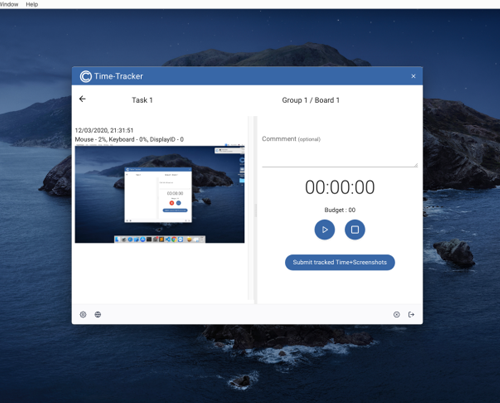 Window Help
Time-Tracker
Task 1
Group 1 / Board 1
12/03/2020, 21:31:51
Mouse - 2%, Keyboard - 0%, DisplayID - 0
Commment (optional)
00:00:00
Budget : 00
Submit tracked Time+Screenshots